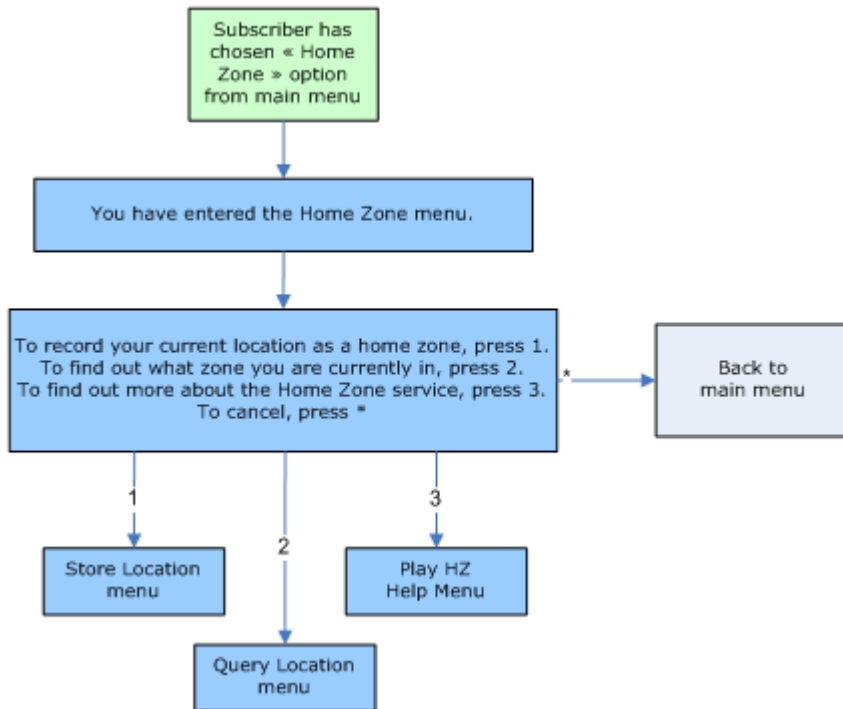 Subscriber has
chosen « Home
Zone » option
from main menu
You have entered the Home Zone menu.
To record your current location as a home zone, press 1.
To find out what zone you are currently in, press 2.
To find out more about the Home Zone service, press 3.
To cancel, press *
*
Back to
main menu
1
2
3
Store Location
menu
Play HZ
Help Menu
Query Location
menu